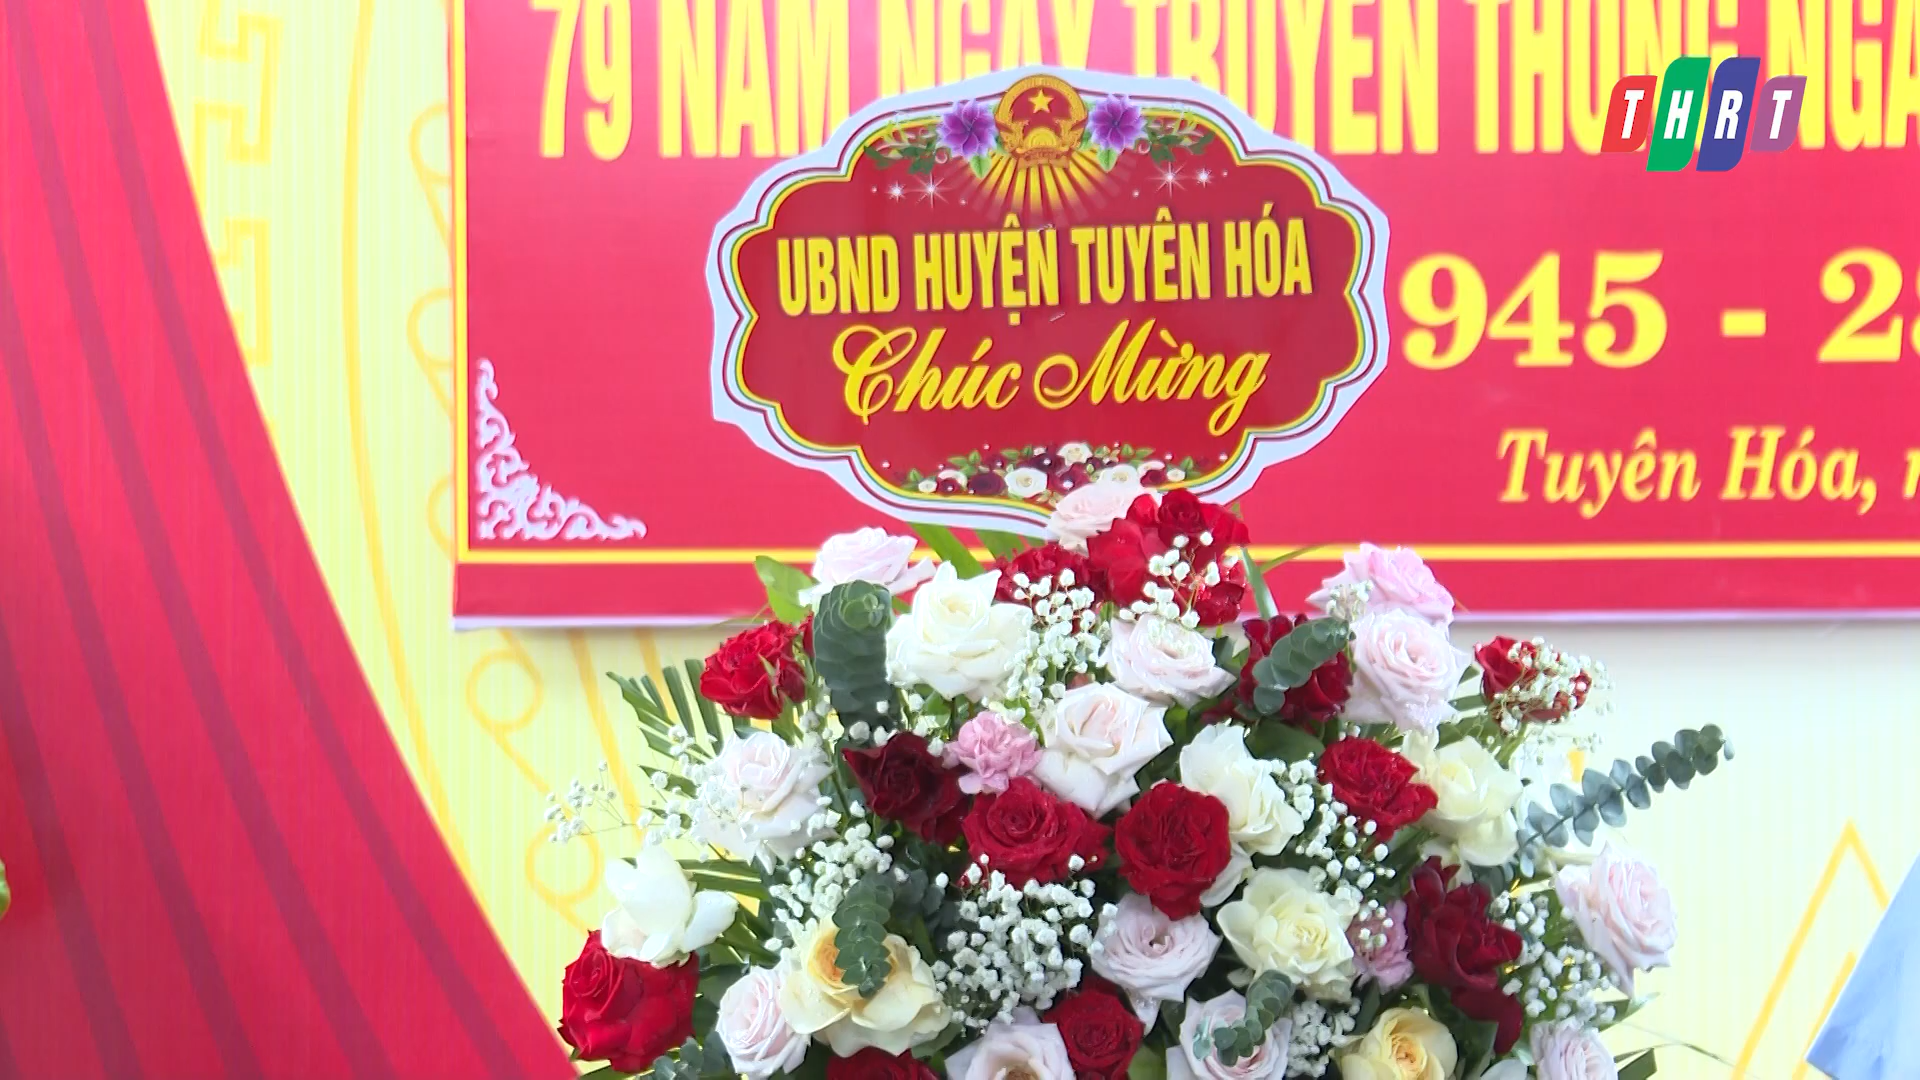 79 NĂM NGÀY TRUYỀN THỐNG NGÀ
THRT
UBND HUYỆN TUYÊN HÓA
Chúc Mừng
945 - 2
Tuyên Hóa,